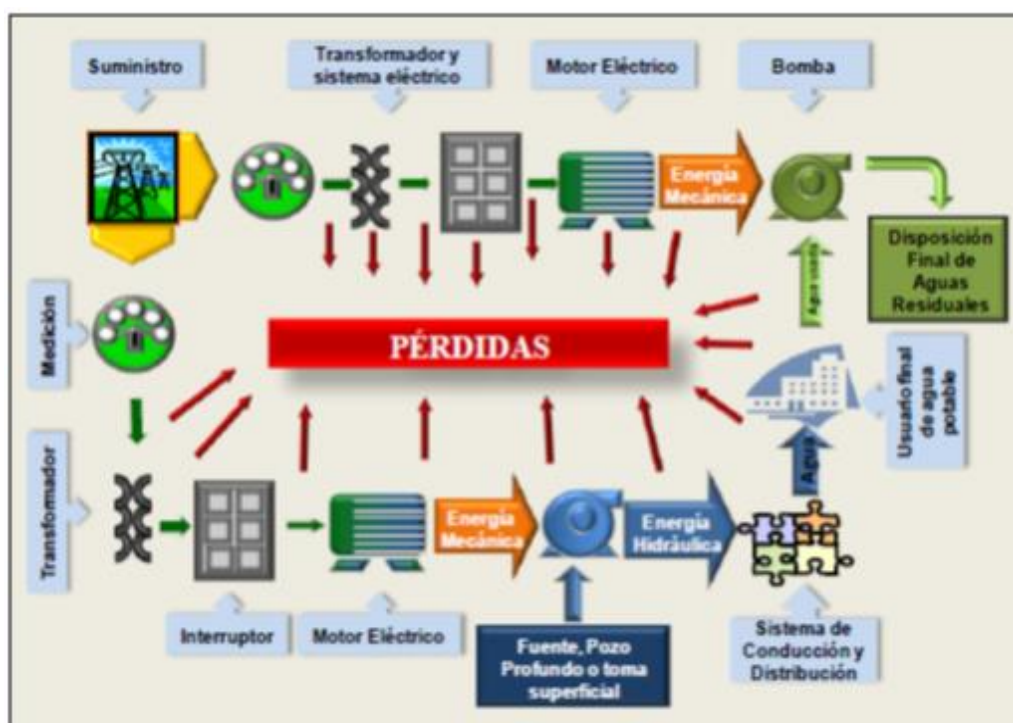 Suministro
Transformador y
sistema eléctrico
Motor Eléctrico
Bomba
Energía
Mecánica
Disposición
Final de
Aguas
Residuales
Agua usada
Medición
PÉRDIDAS
Usuario final
de agua
potable
Transformador
Agua
Energía
Mecánica
Energía
Hidráulica
Interruptor
Motor Eléctrico
Fuente, Pozo
Profundo o toma
superficial
Sistema de
Conducción y
Distribución